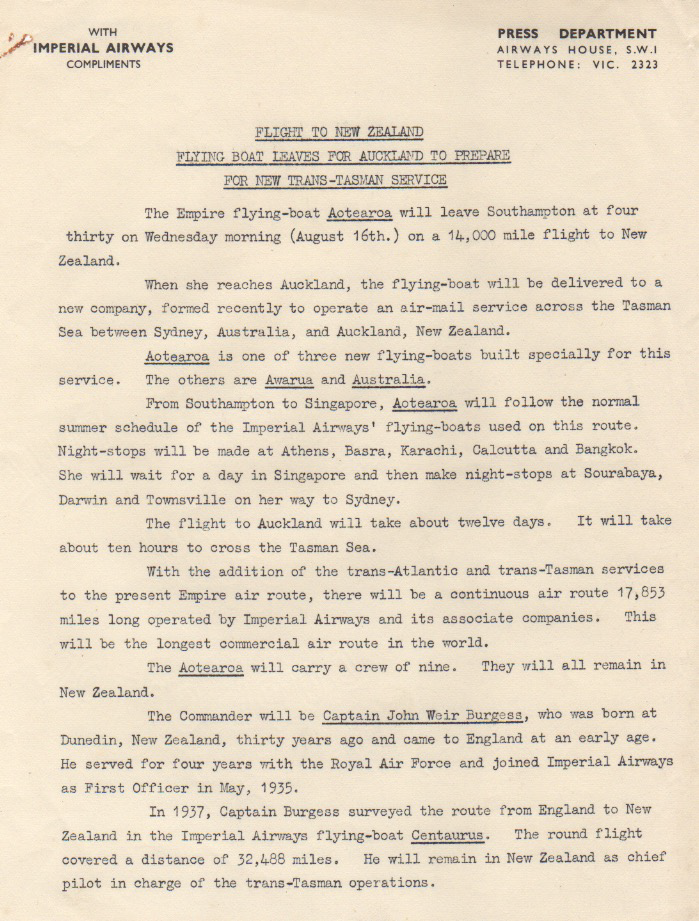 WITH
IMPERIAL AIRWAYS
COMPLIMENTS
PRESS DEPARTMENT
AIRWAYS HOUSE, S.W.1
TELEPHONE: VIC. 2323
FLIGHT TO NEW ZEALAND
FLYING BOAT LEAVES FOR AUCKLAND TO PREPARE
FOR NEW TRANS-TASMAN SERVICE
The Empire flying-boat Aotearoa will leave Southampton at four
thirty on Wednesday morning (August 16th.) on a 14,000 mile flight to New
Zealand.
When she reaches Auckland, the flying-boat will be delivered to a
new company, formed recently to operate an air-mail service across the Tasman
Sea between Sydney, Australia, and Auckland, New Zealand.
Aotearoa is one of three new flying-boats built specially for this
service. The others are Awarua and Australia.
From Southampton to Singapore, Aotearoa will follow the normal
summer schedule of the Imperial Airways' flying-boats used on this route.
Night-stops will be made at Athens, Basra, Karachi, Calcutta and Bangkok.
She will wait for a day in Singapore and then make night-stops at Sourabaya,
Darwin and Townsville on her way to Sydney.
The flight to Auckland will take about twelve days. It will take
about ten hours to cross the Tasman Sea.
With the addition of the trans-Atlantic and trans-Tasman services
to the present Empire air route, there will be a continuous air route 17,853
miles long operated by Imperial Airways and its associate companies. This
will be the longest commercial air route in the world.
The Aotearoa will carry a crew of nine. They will all remain in
New Zealand.
The Commander will be Captain John Weir Burgess, who was born at
Dunedin, New Zealand, thirty years ago and came to England at an early age.
He served for four years with the Royal Air Force and joined Imperial Airways
as First Officer in May, 1935.
In 1937, Captain Burgess surveyed the route from England to New
Zealand in the Imperial Airways flying-boat Centaurus. The round flight
covered a distance of 32,488 miles. He will remain in New Zealand as chief
pilot in charge of the trans-Tasman operations.